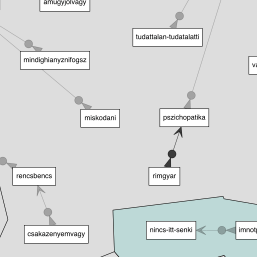 amugyjolvagy
tudattalan-tudatalatti
mindighianyznifogsz
miskodani
pszichopatika
rimgyar
rencsbencs
csakazenyemvagy
nincs-itt-senki